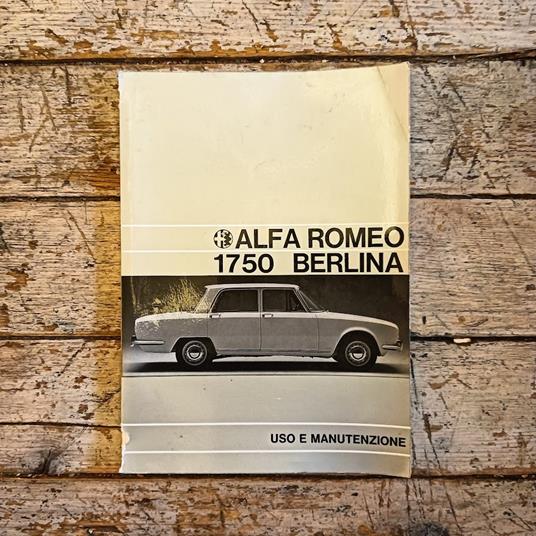 ALFA ROMEO
1750 BERLINA
USO E MANUTENZIONE